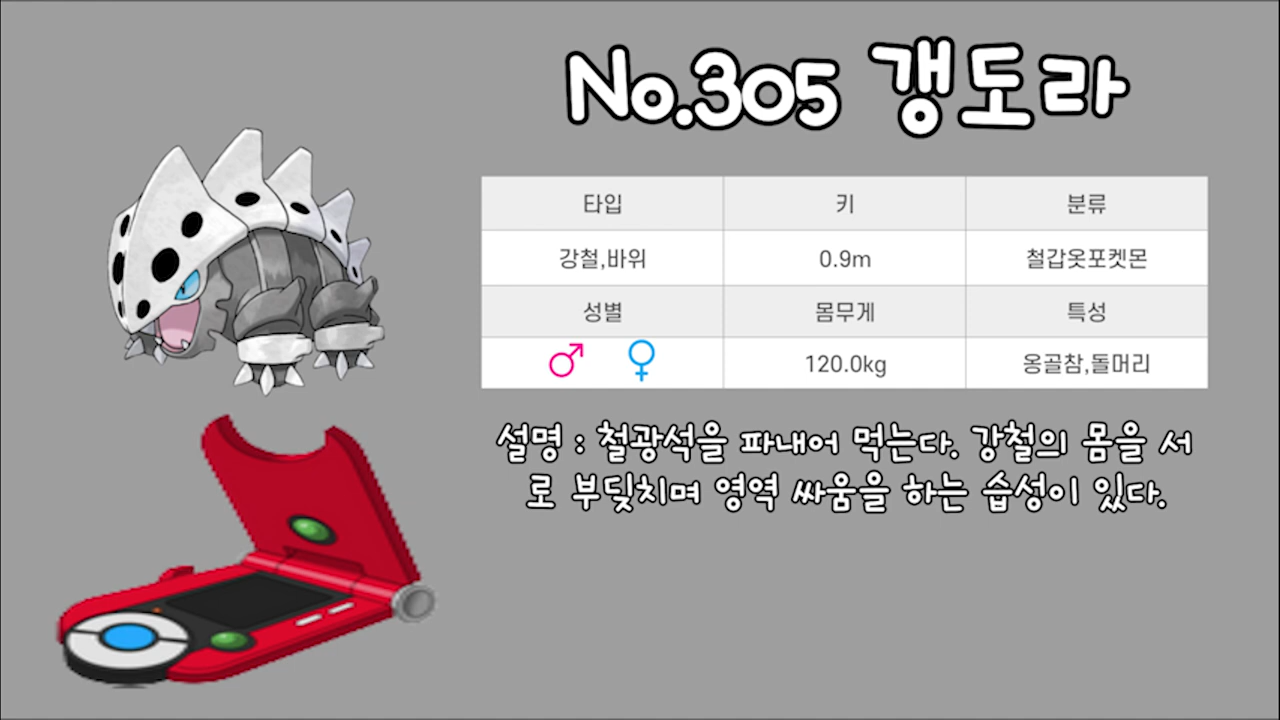 No.305 갱도라
타입 키 분류
강철,바위 0.9m 철갑옷포켓몬
성별 몸무게 특성
♂ ♀ 120.0kg 옹골참,돌머리
설명 : 철광석을 파내어 먹는다. 강철의 몸을 서
로 부딪치며 영역 싸움을 하는 습성이 있다.